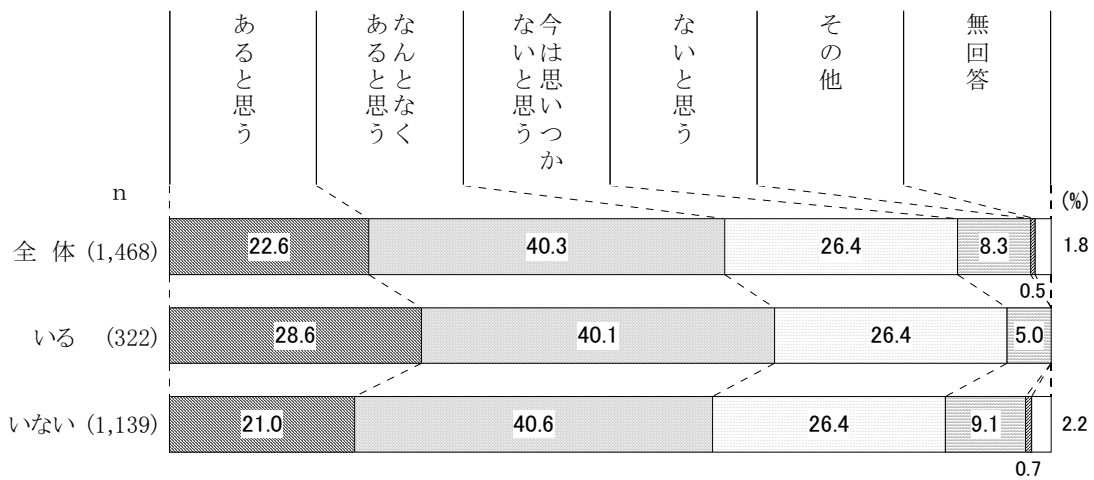 あると思う
なんとなく
あると思う
今は思いつか
ないと思う
ないと思う
その他
無回答
n
(%)
全 体 (1,468)
22.6
40.3
26.4
8.3
1.8
0.5
いる (322)
28.6
40.1
26.4
5.0
いない (1,139)
21.0
40.6
26.4
9.1
2.2
0.7